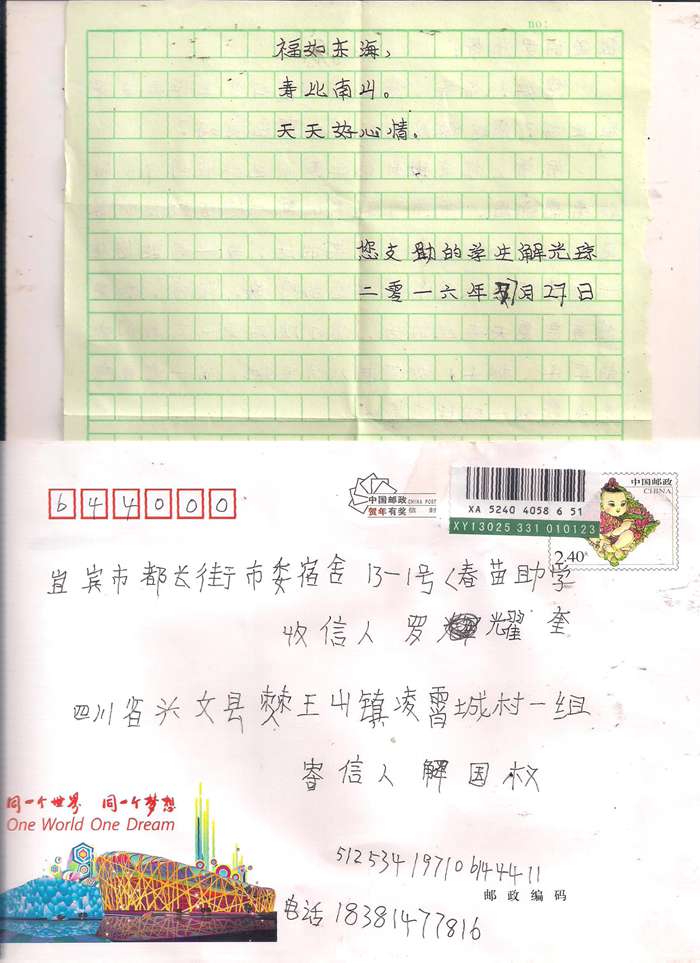 no:
福如东海，
寿比南山。
天天好心情。
您支助的学生解光琼
二零一六年 月27日
644000
中国邮政 CHINA POST
贺年有奖 信 封
XA 5240 4058 6 51
XY13025 331 010123
中国邮政
CHINA
2.40元
宜宾市都长街市委宿舍13-1号〈春苗助学
收信人 罗 耀奎
四川省兴文县僰王山镇凌霄城村一组
寄信人 解国权
同一个世界 同一个梦想
One World One Dream
邮政编码